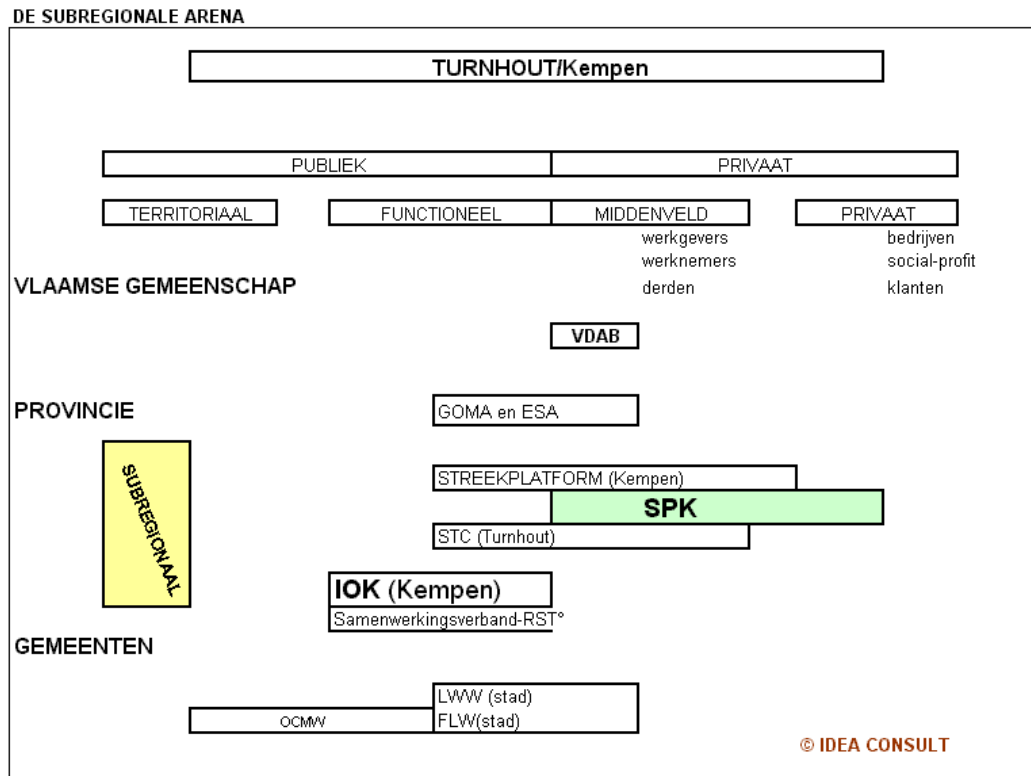 DE SUBREGIONALE ARENA
TURNHOUT/Kempen
PUBLIEK
PRIVAAT
TERRITORIAAL
FUNCTIONEEL
MIDDENVELD
PRIVAAT
werkgevers
bedrijven
werknemers
social-profit
VLAAMSE GEMEENSCHAP
derden
klanten
VDAB
PROVINCIE
GOMA en ESA
SUBREGIONAAL
STREEKPLATFORM (Kempen)
SPK
STC (Turnhout)
IOK (Kempen)
Samenwerkingsverband-RST°
GEMEENTEN
LWW (stad)
OCMW
FLW(stad)
© IDEA CONSULT